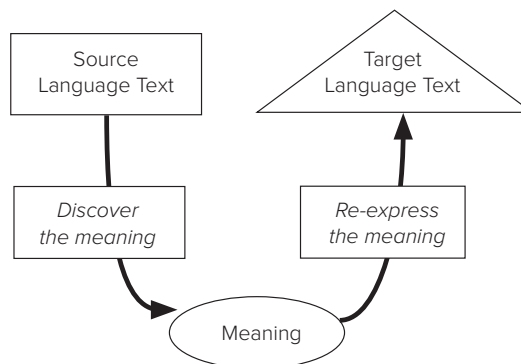 Source
Language Text
Target
Language Text
Discover
the meaning
Re-express
the meaning
Meaning